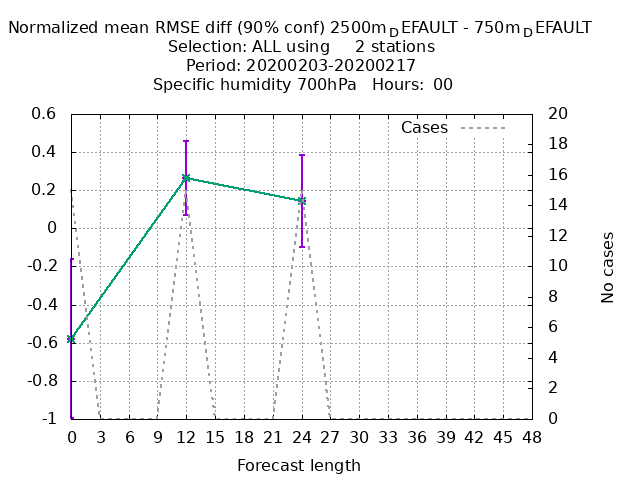 Normalized mean RMSE diff (90% conf) 2500mDEFAULT - 750mDEFAULT
Selection: ALL using 2 stations
Period: 20200203-20200217
Specific humidity 700hPa Hours: 00
Cases
0.6
0.4
0.2
0
-0.2
-0.4
-0.6
-0.8
-1
20
18
16
14
12
10
8
6
4
2
0
No cases
0 3 6 9 12 15 18 21 24 27 30 33 36 39 42 45 48
Forecast length